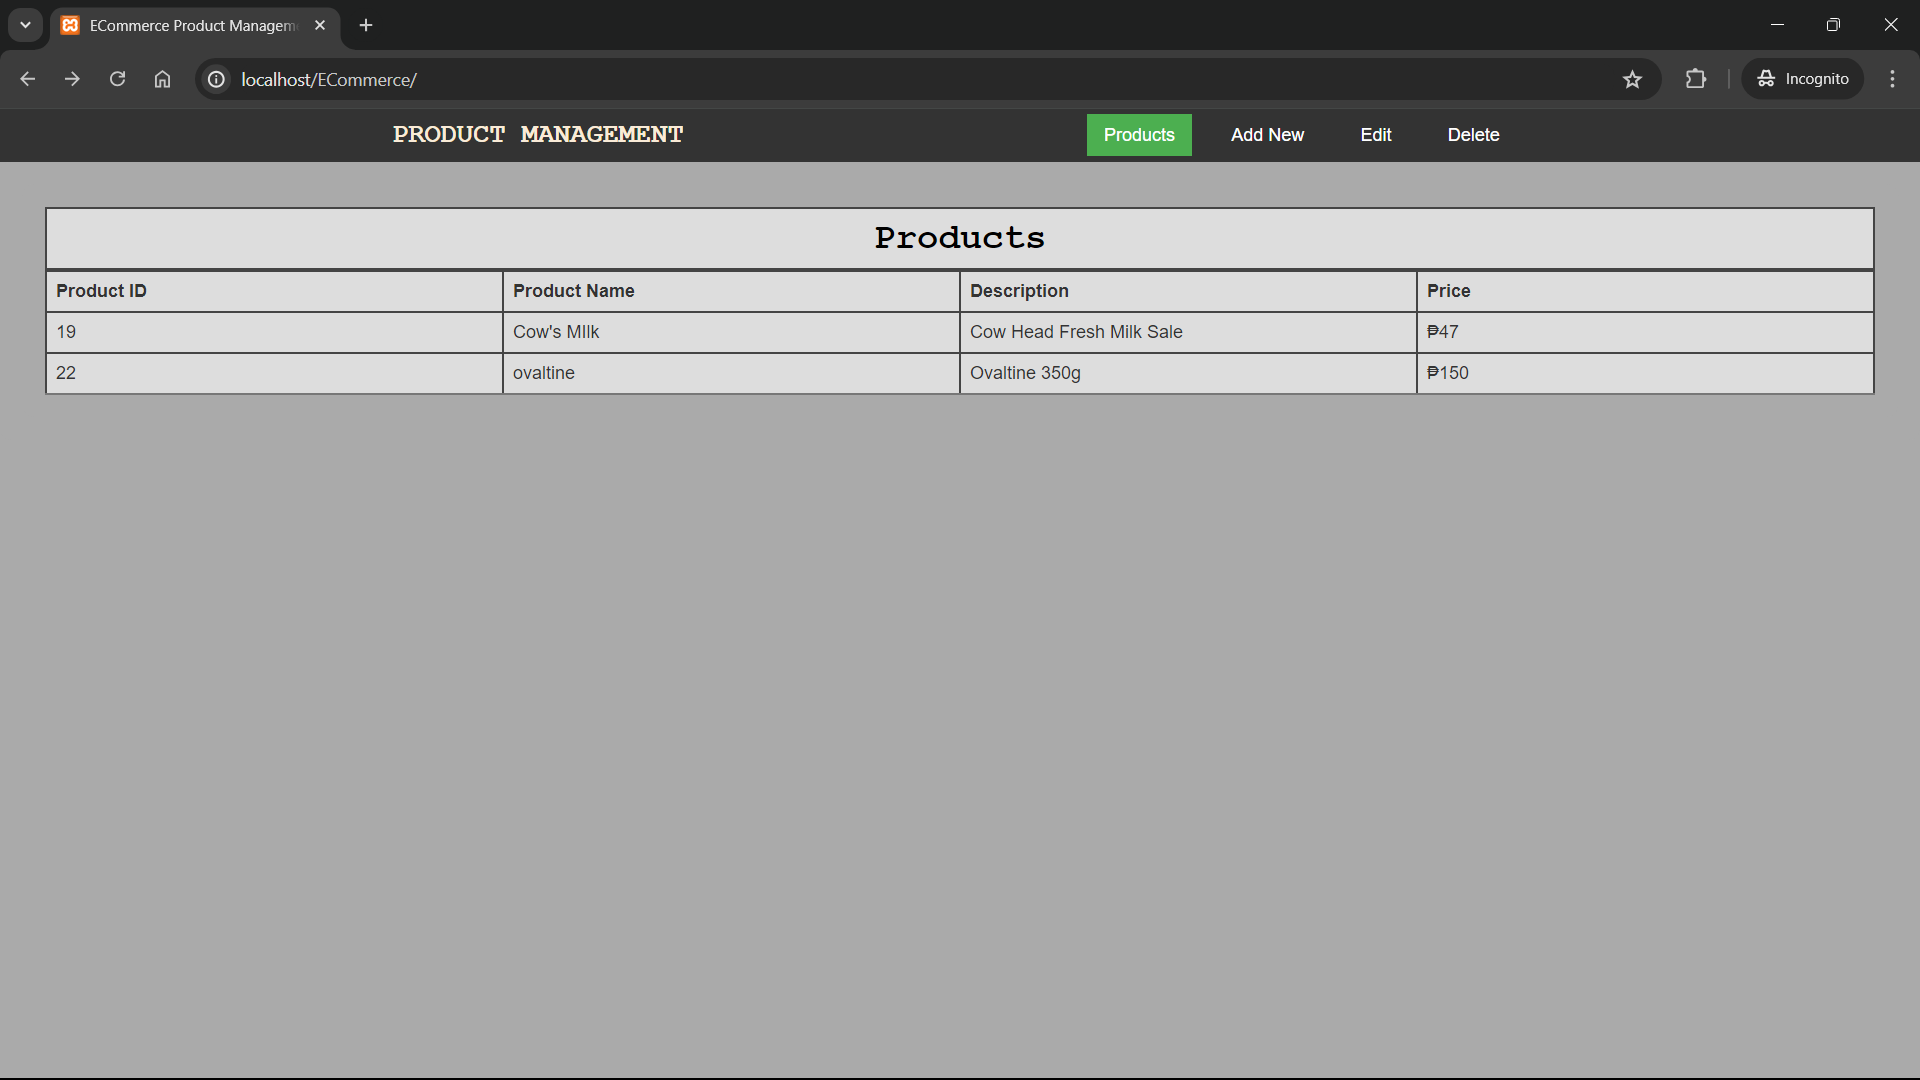 ECommerce Product Managem
localhost/ECommerce/
Incognito
PRODUCT MANAGEMENT
Products
Add New
Edit
Delete
Products
Product ID Product Name Description Price
19 Cow's MIlk Cow Head Fresh Milk Sale ₱47
22 ovaltine Ovaltine 350g ₱150